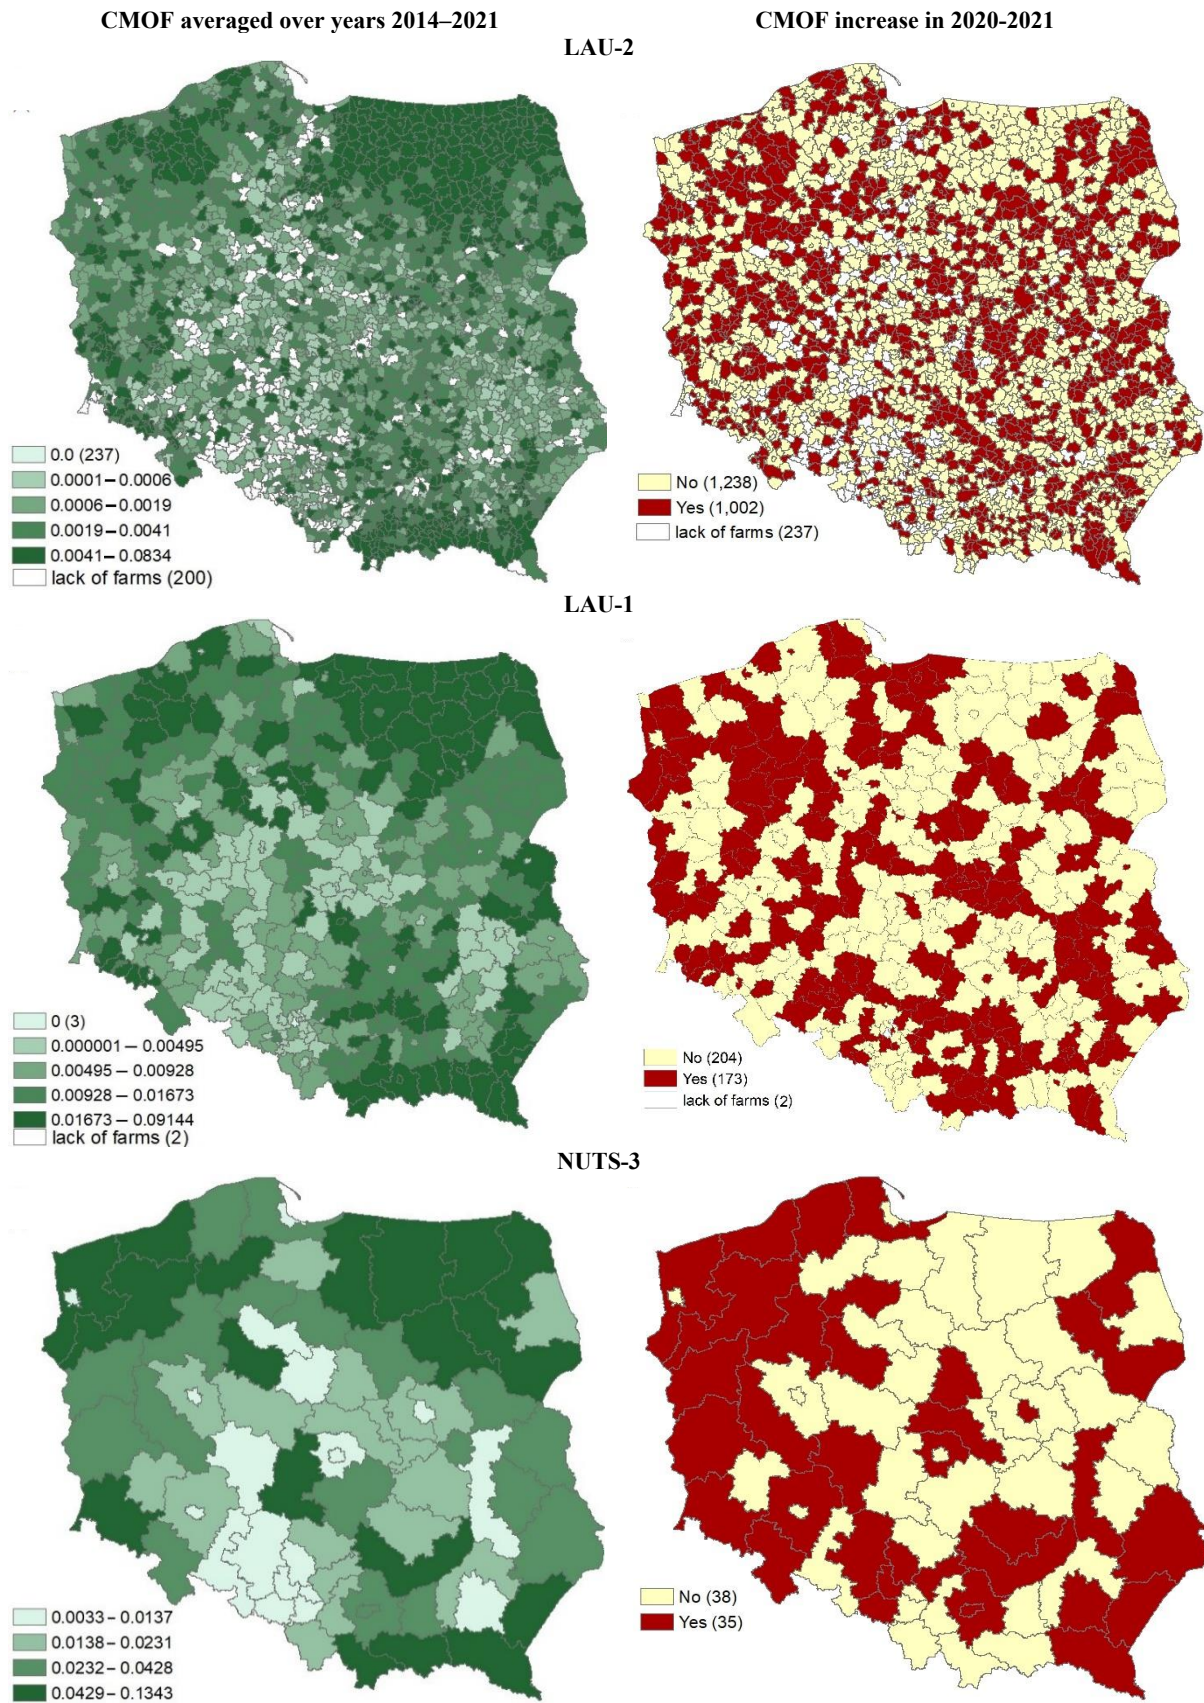 CMOF averaged over years 2014–2021
CMOF increase in 2020-2021
LAU-2
0.0 (237)
0.0001 – 0.0006
0.0006 – 0.0019
0.0019 – 0.0041
0.0041 – 0.0834
lack of farms (200)
No (1,238)
Yes (1,002)
lack of farms (237)
LAU-1
0 (3)
0.000001 – 0.00495
0.00495 – 0.00928
0.00928 – 0.01673
0.01673 – 0.09144
lack of farms (2)
No (204)
Yes (173)
lack of farms (2)
NUTS-3
0.0033 – 0.0137
0.0138 – 0.0231
0.0232 – 0.0428
0.0429 – 0.1343
No (38)
Yes (35)